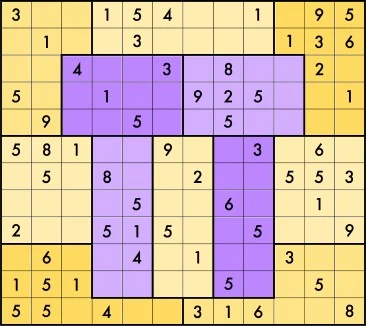 3 1 5 4 1 9 5
1 3 1 3 6
4 3 8 2
5 1 9 2 5 1
9 5 5
5 8 1 9 3 6
5 8 2 5 5 3
5 6 1
2 5 1 5 5 9
6 4 1 3
1 5 1 5 5
5 5 4 3 1 6 8